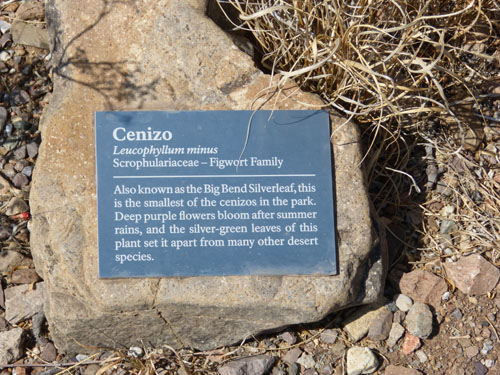 Cenizo
Leucophyllum minus
Scrophulariaceae – Figwort Family
Also known as the Big Bend Silverleaf, this
is the smallest of the cenizos in the park.
Deep purple flowers bloom after summer
rains, and the silver-green leaves of this
plant set it apart from many other desert
species.